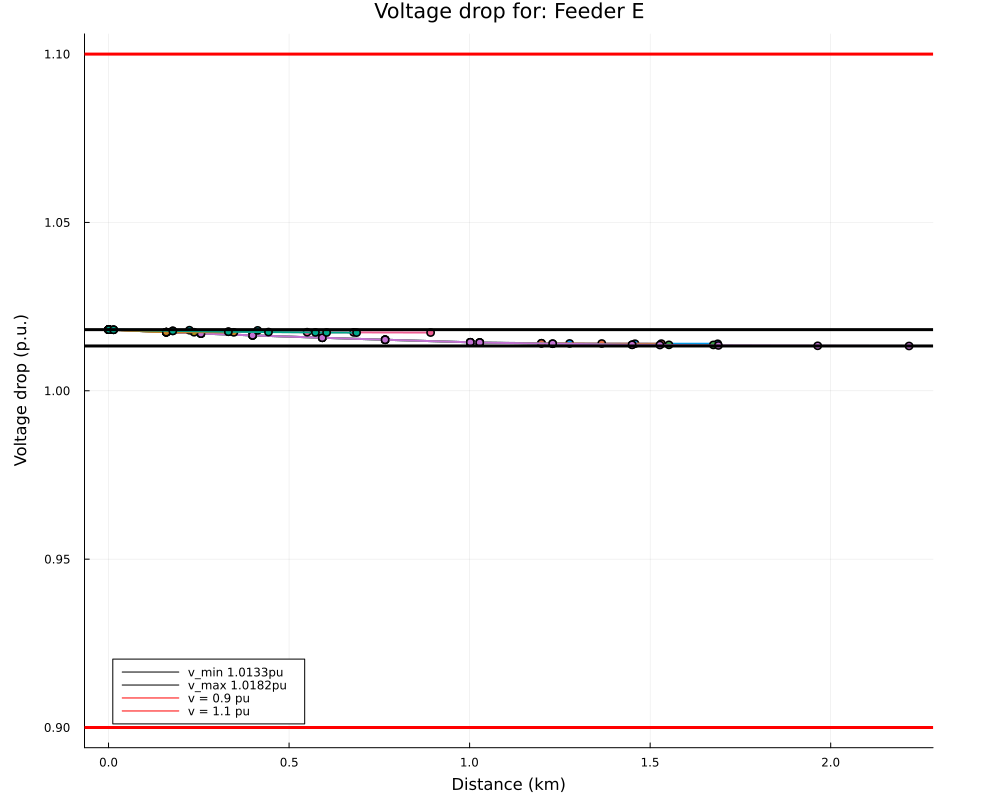 Voltage drop for: Feeder E
1.10
1.05
1.00
0.95
0.90
Voltage drop (p.u.)
v_min 1.0133pu
v_max 1.0182pu
v = 0.9 pu
v = 1.1 pu
0.0 0.5 1.0 1.5 2.0
Distance (km)